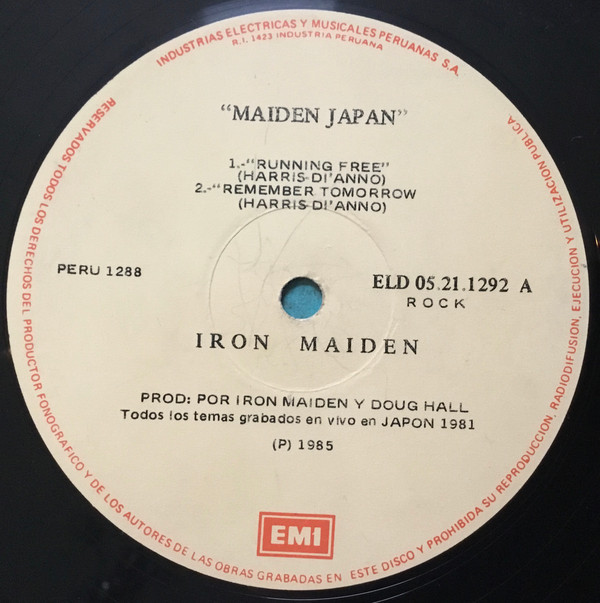 INDUSTRIAS ELECTRICAS Y MUSICALES PERUANAS S.A.
R.I. 1423 INDUSTRIA PERUANA
"MAIDEN JAPAN"
1.-"RUNNING FREE"
(HARRIS-DI'ANNO)
2.-"REMEMBER TOMORROW
(HARRIS-DI'ANNO)
PERU 1288
ELD 05.21.1292 A
ROCK
IRON MAIDEN
PROD: POR IRON MAIDEN Y DOUG HALL
Todos los temas grabados en vivo en JAPON 1981
(P) 1985
EMI
RESERVADOS TODOS LOS DERECHOS DEL PRODUCTOR FONOGRAFICO Y DE LOS AUTORES DE LAS OBRAS GRABADAS EN ESTE DISCO Y PROHIBIDA SU REPRODUCCION, RADIODIFUSION, EJECUCION Y UTILIZACION PUBLICA